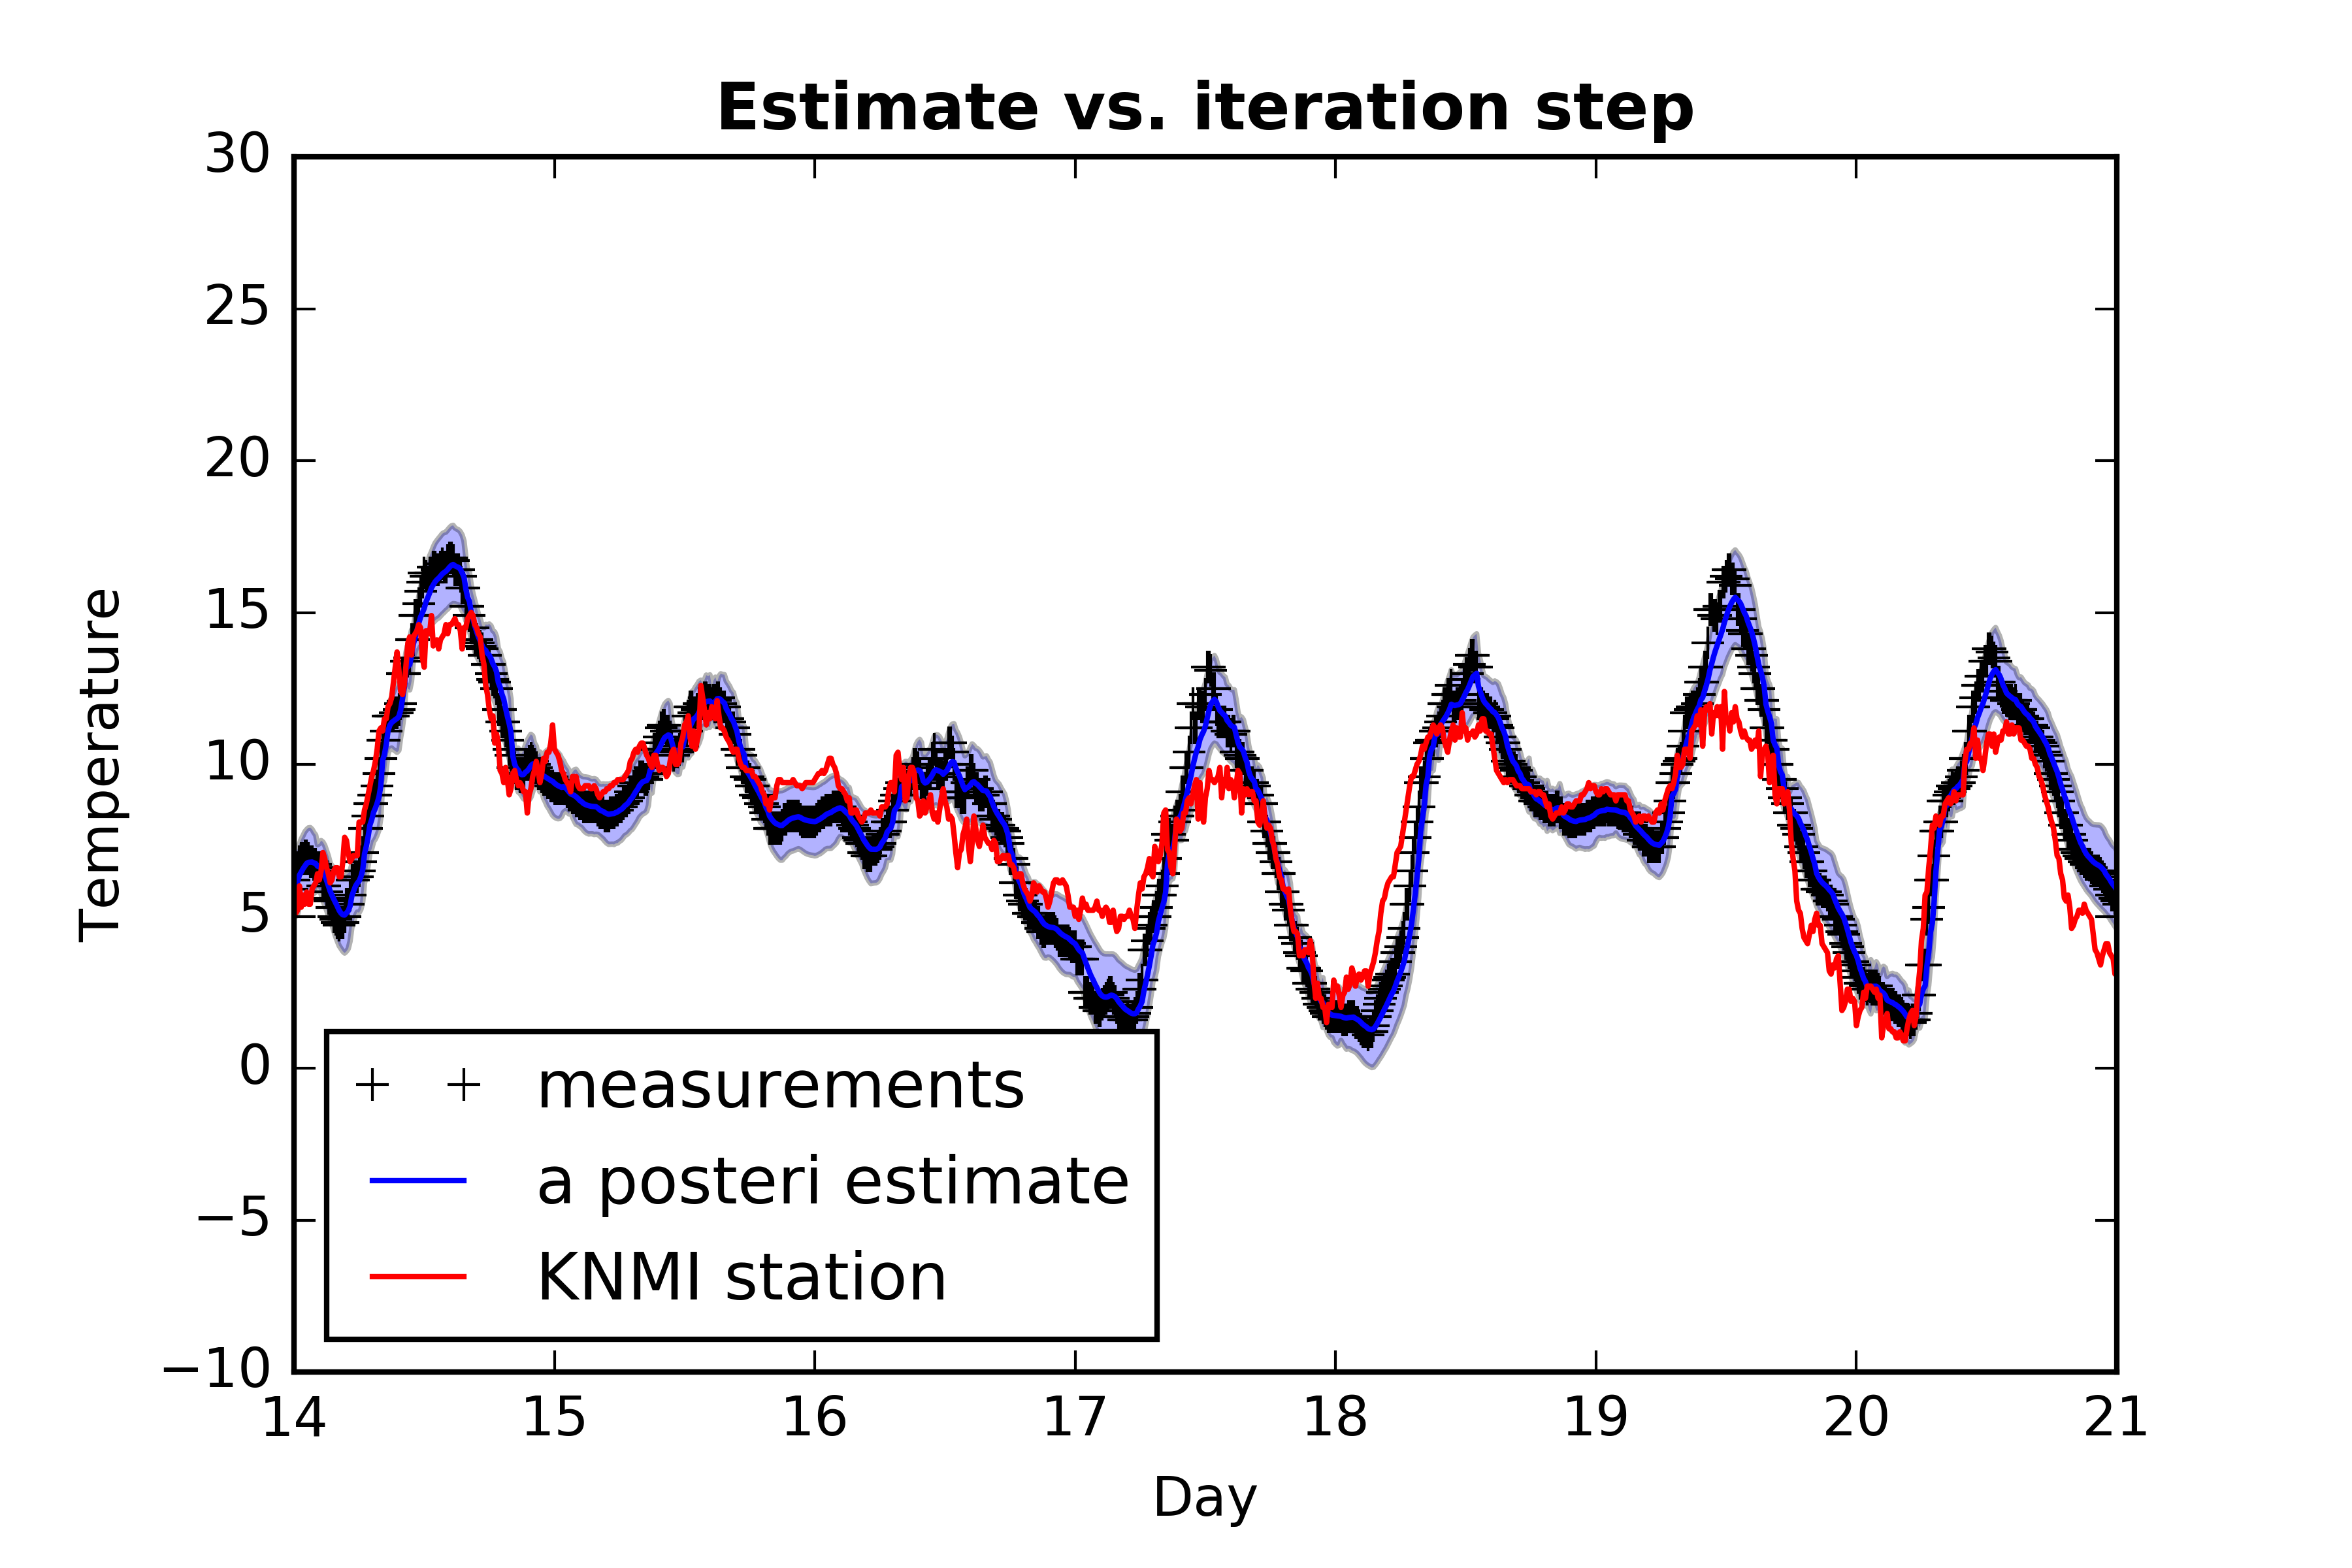 Estimate vs. iteration step
30
25
20
15
10
5
0
−5
−10
Temperature
measurements
a posteri estimate
KNMI station
14 15 16 17 18 19 20 21
Day